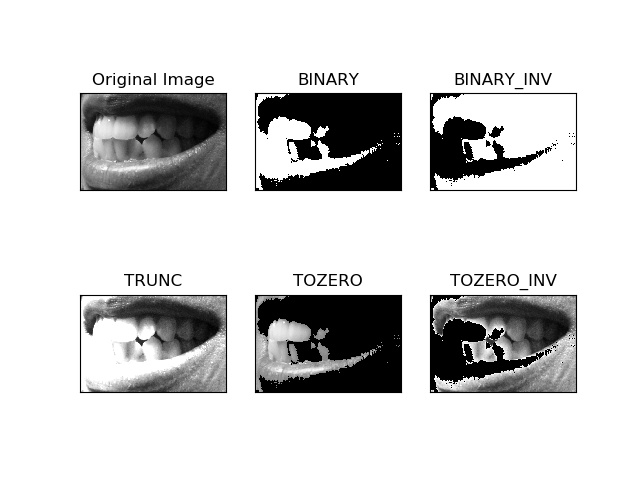 Original Image
BINARY
BINARY_INV
TRUNC
TOZERO
TOZERO_INV